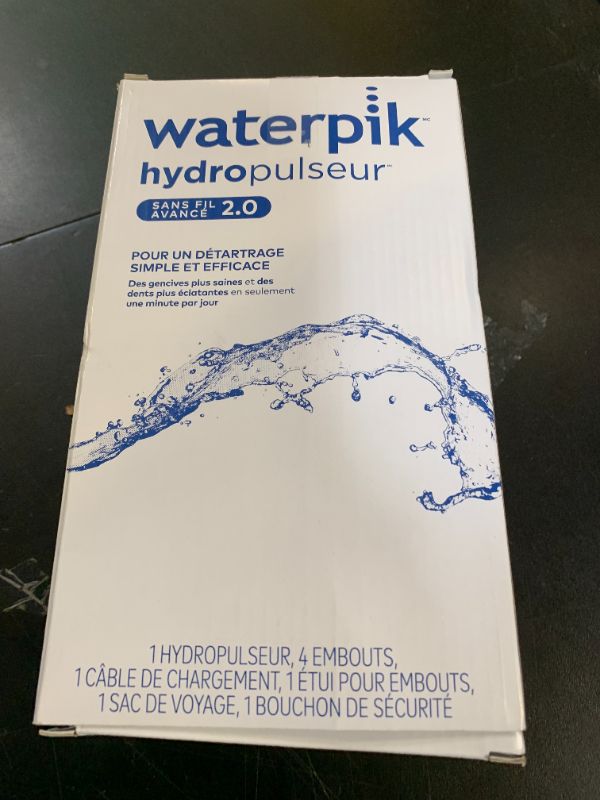 waterpik MC
hydropulseur
SANS FIL
AVANCÉ 2.0
POUR UN DÉTARTRAGE
SIMPLE ET EFFICACE
Des gencives plus saines et des
dents plus éclatantes en seulement
une minute par jour
1 HYDROPULSEUR, 4 EMBOUTS,
1 CÂBLE DE CHARGEMENT, 1 ÉTUI POUR EMBOUTS,
1 SAC DE VOYAGE, 1 BOUCHON DE SÉCURITÉ